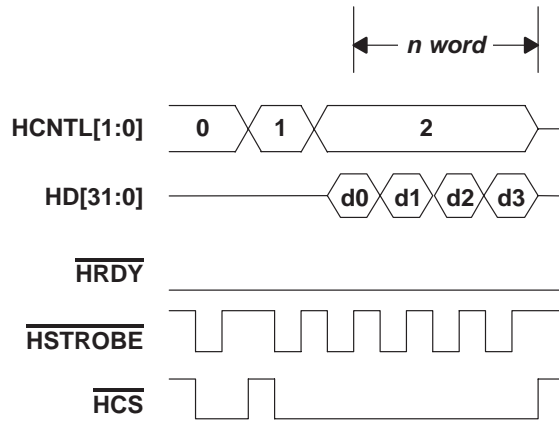 n word
HCNTL[1:0] 0 1 2
HD[31:0] d0 d1 d2 d3
HRDY
HSTROBE
HCS